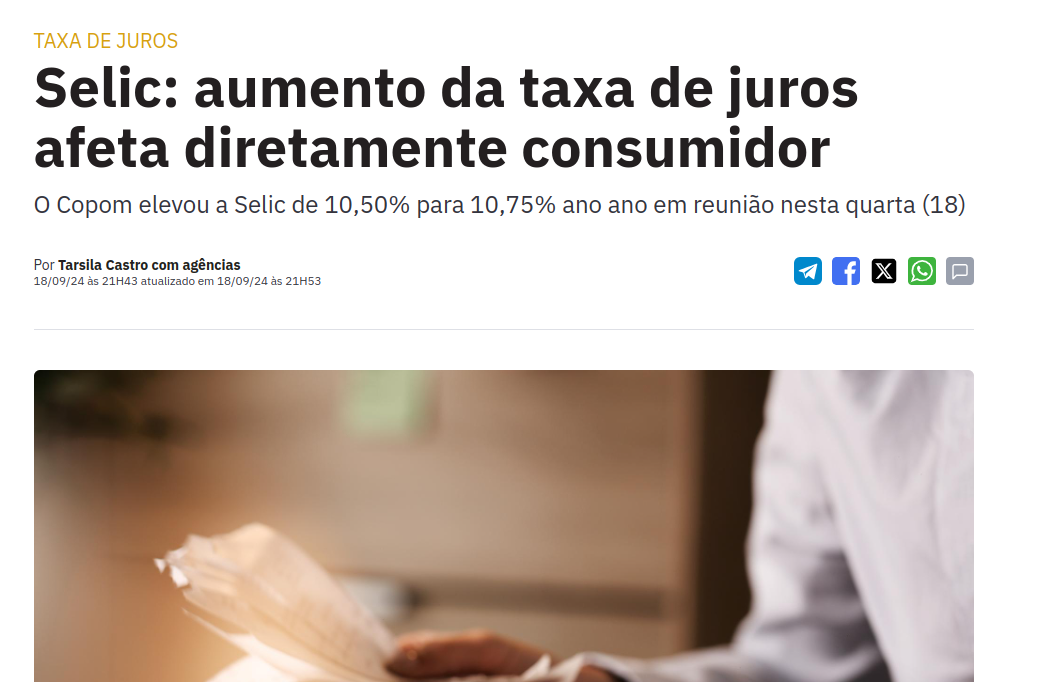 TAXA DE JUROS
Selic: aumento da taxa de juros
afeta diretamente consumidor
O Copom elevou a Selic de 10,50% para 10,75% ano ano em reunião nesta quarta (18)
Por Tarsila Castro com agências
18/09/24 às 21H43 atualizado em 18/09/24 às 21H53